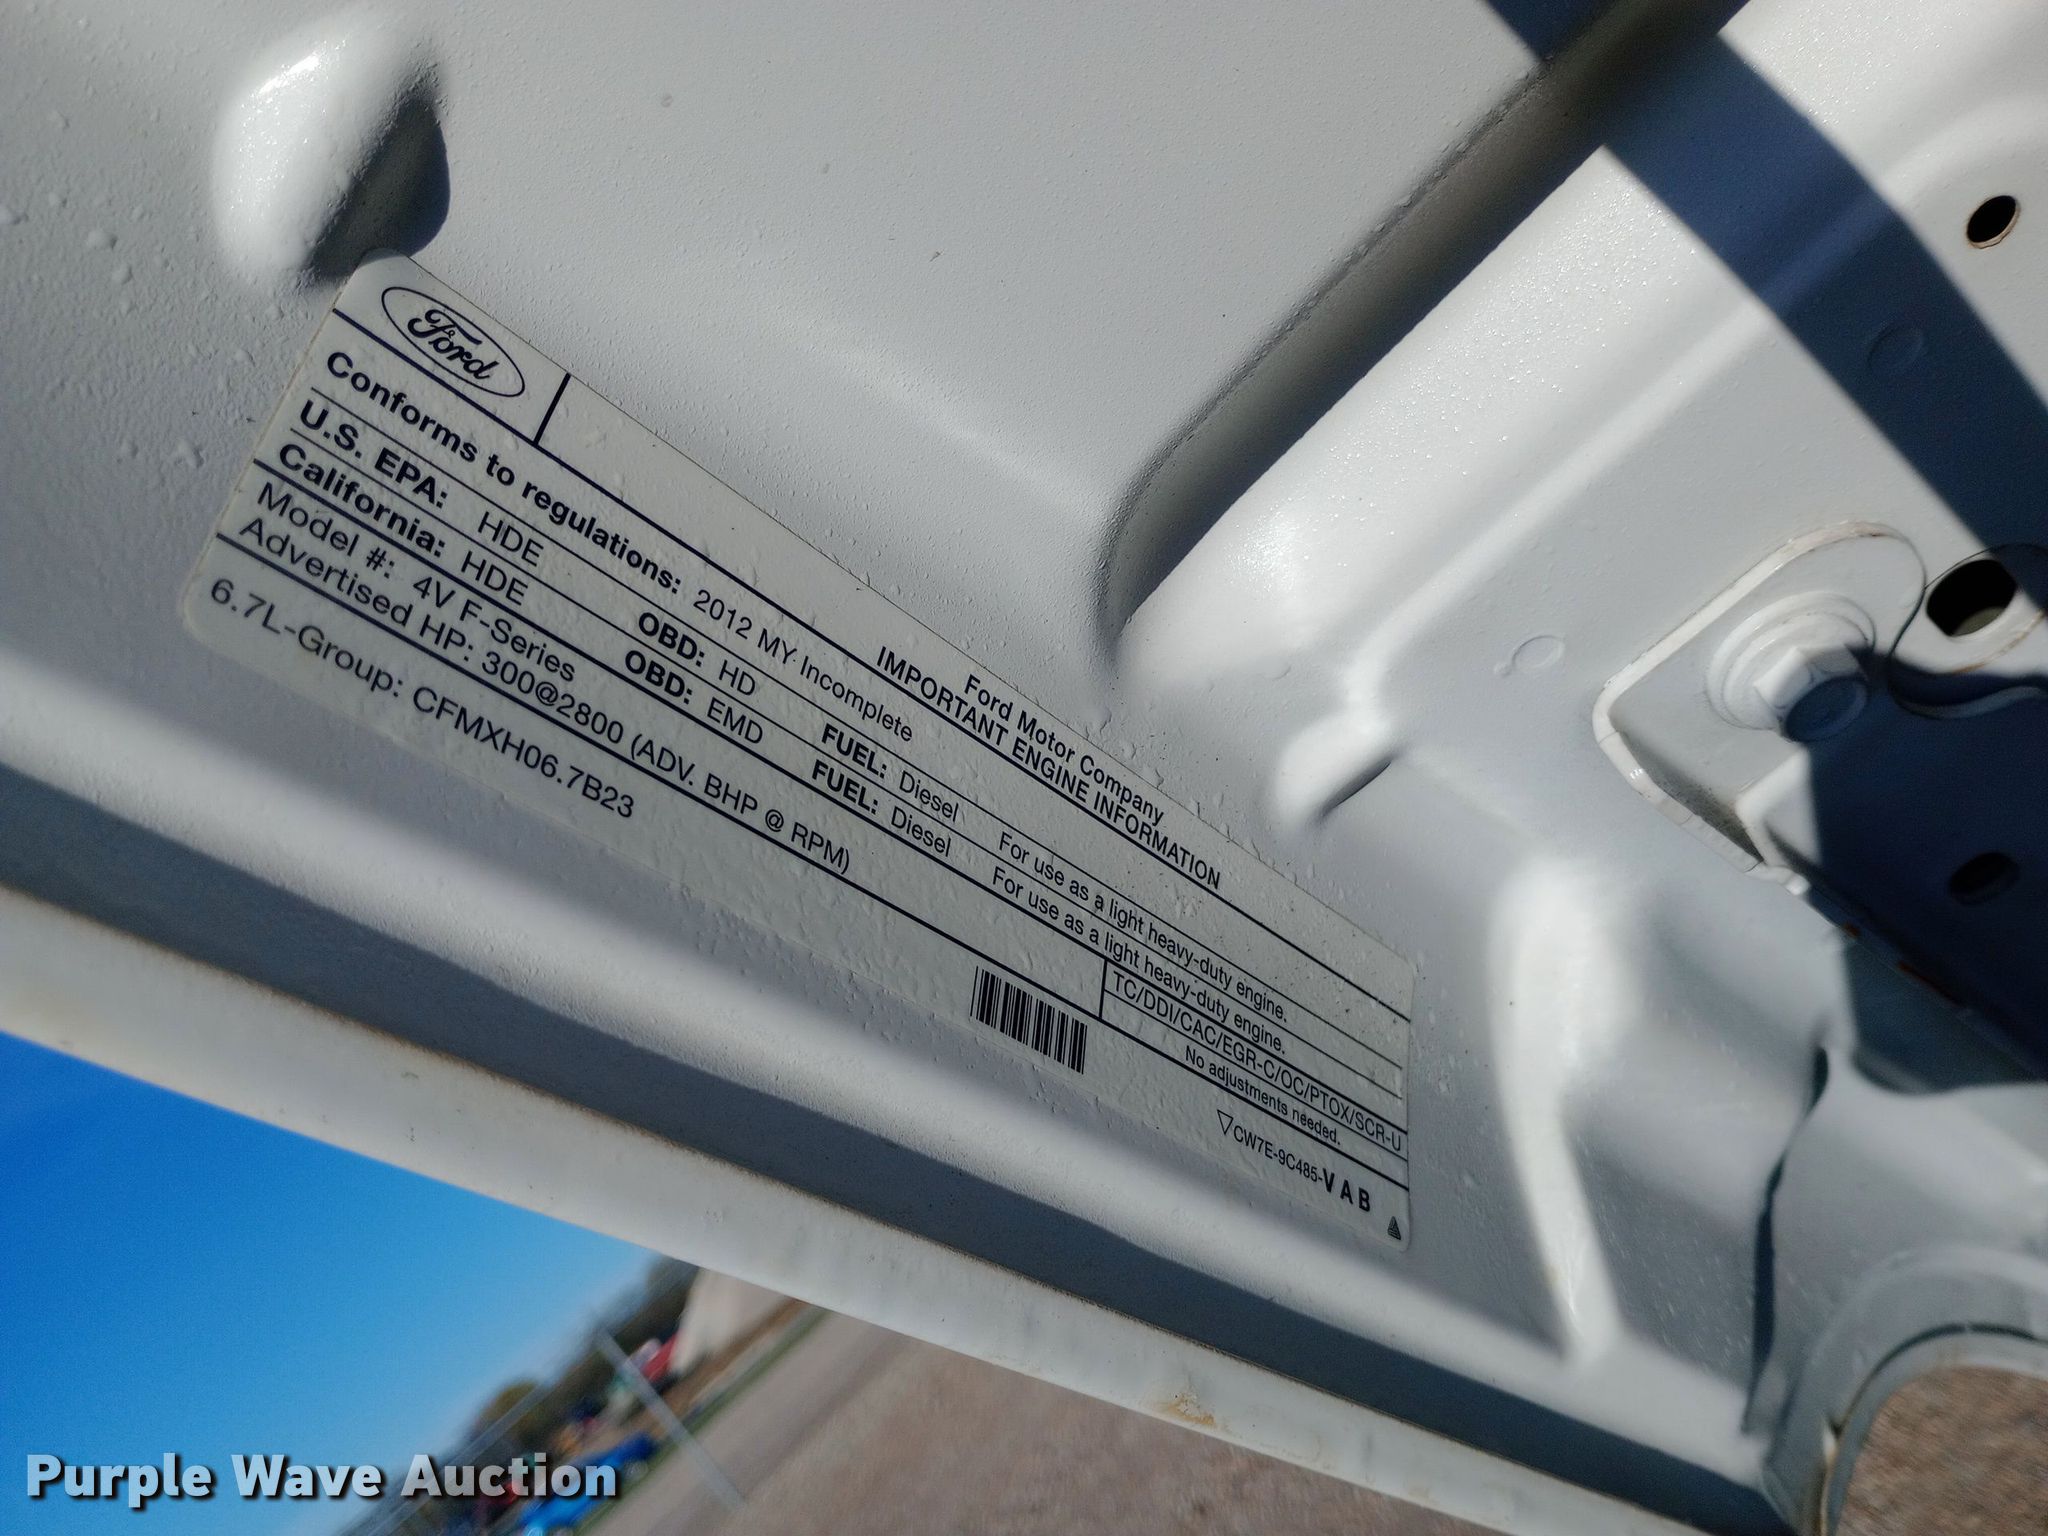 Ford
Ford Motor Company
IMPORTANT ENGINE INFORMATION
Conforms to regulations: 2012 MY Incomplete
U.S. EPA: HDE OBD: HD FUEL: Diesel For use as a light heavy-duty engine.
California: HDE OBD: EMD FUEL: Diesel For use as a light heavy-duty engine.
Model #: 4V F-Series TC/DDI/CAC/EGR-C/OC/PTOX/SCR-U
Advertised HP: 300@2800 (ADV. BHP @ RPM) No adjustments needed.
6.7L-Group: CFMXH06.7B23
CW7E-9C485-VAB
Purple Wave Auction